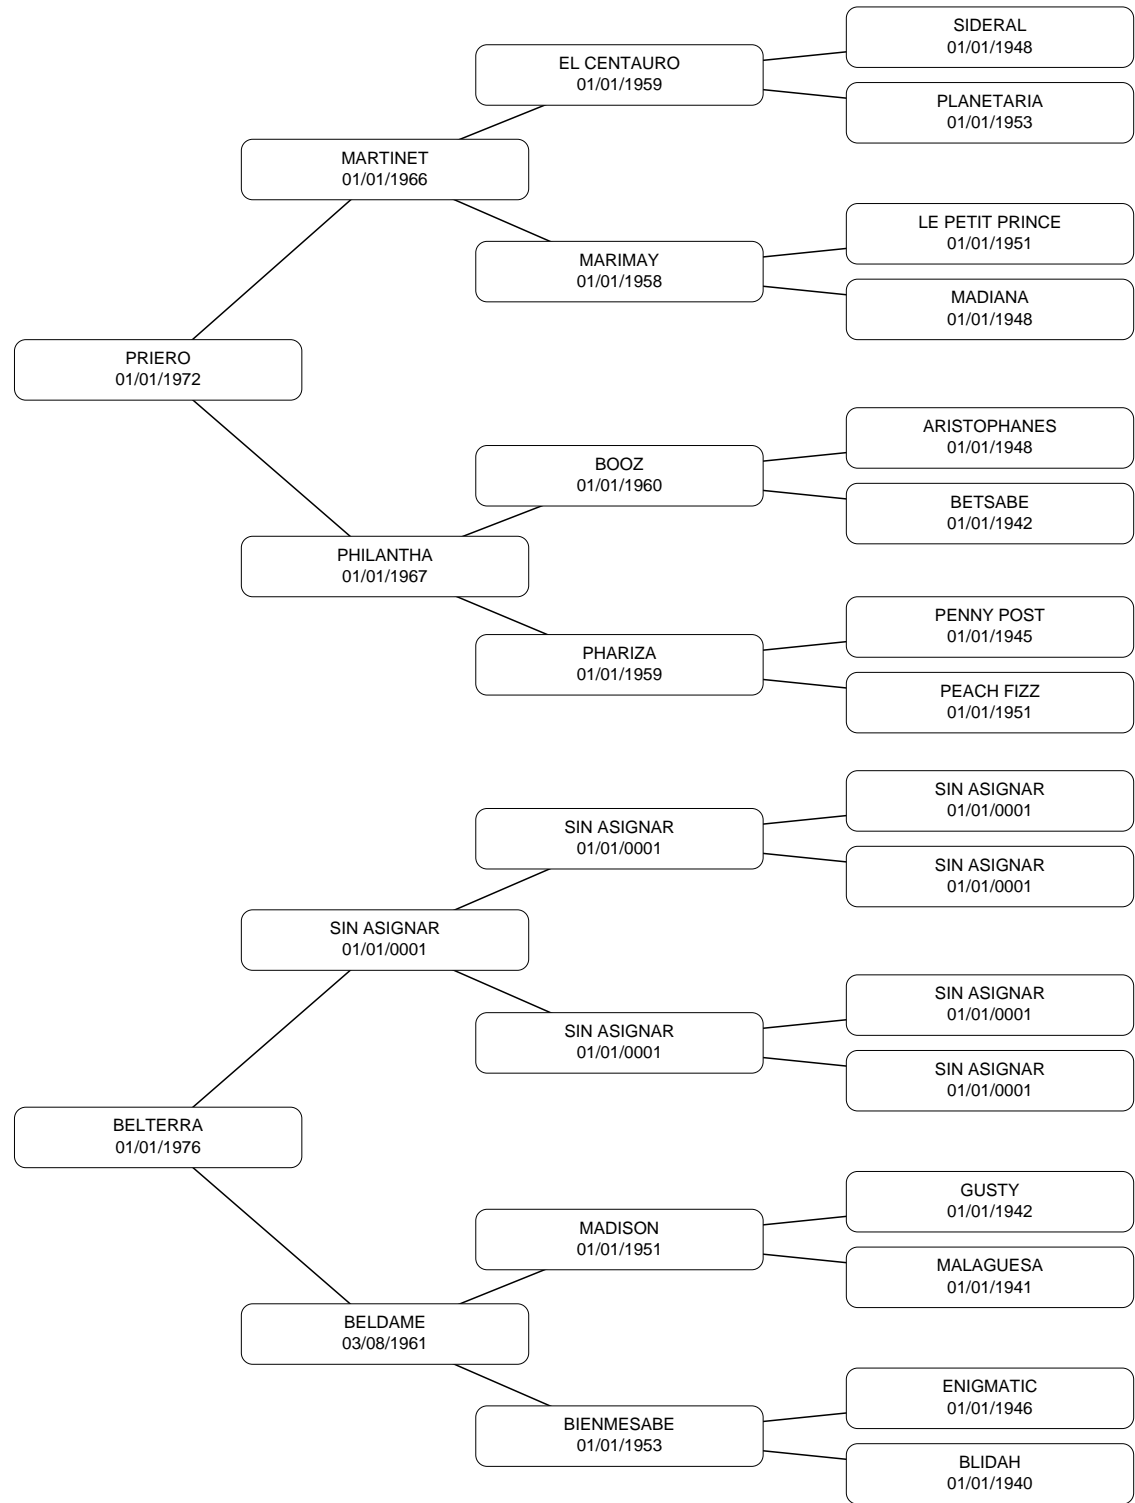 SIDERAL
01/01/1948
EL CENTAURO
01/01/1959
PLANETARIA
01/01/1953
MARTINET
01/01/1966
LE PETIT PRINCE
01/01/1951
MARIMAY
01/01/1958
MADIANA
01/01/1948
PRIERO
01/01/1972
ARISTOPHANES
01/01/1948
BOOZ
01/01/1960
BETSABE
01/01/1942
PHILANTHA
01/01/1967
PENNY POST
01/01/1945
PHARIZA
01/01/1959
PEACH FIZZ
01/01/1951
SIN ASIGNAR
01/01/0001
SIN ASIGNAR
01/01/0001
SIN ASIGNAR
01/01/0001
SIN ASIGNAR
01/01/0001
SIN ASIGNAR
01/01/0001
SIN ASIGNAR
01/01/0001
SIN ASIGNAR
01/01/0001
BELTERRA
01/01/1976
GUSTY
01/01/1942
MADISON
01/01/1951
MALAGUESA
01/01/1941
BELDAME
03/08/1961
ENIGMATIC
01/01/1946
BIENMESABE
01/01/1953
BLIDAH
01/01/1940